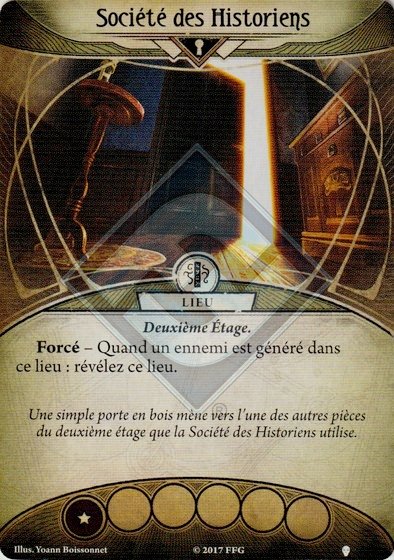 Société des Historiens
LIEU
Deuxième Étage.
Forcé – Quand un ennemi est généré dans
ce lieu : révélez ce lieu.
Une simple porte en bois mène vers l'une des autres pièces
du deuxième étage que la Société des Historiens utilise.
Illus. Yoann Boissonnet
© 2017 FFG